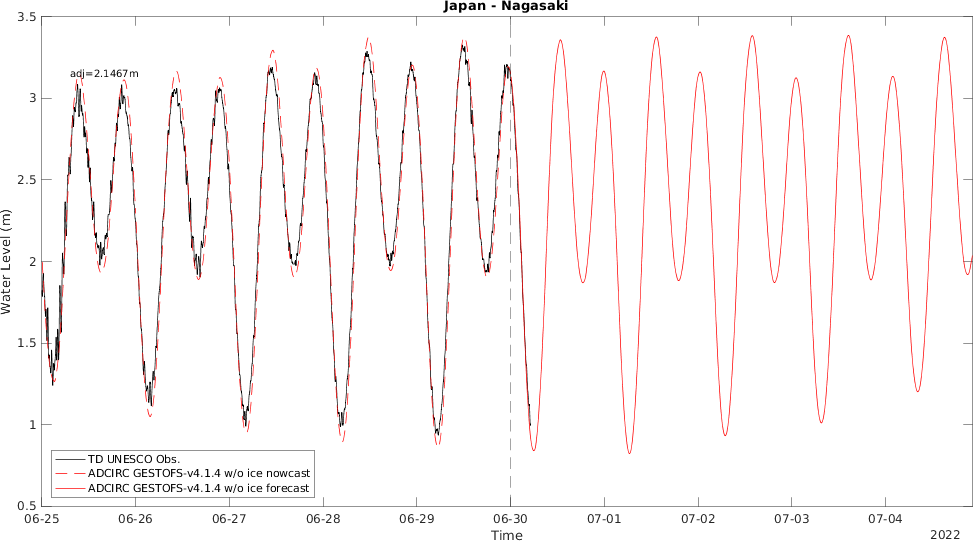 Japan - Nagasaki
3.5
3
2.5
2
1.5
1
0.5
Water Level (m)
adj=2.1467m
TD UNESCO Obs.
ADCIRC GESTOFS-v4.1.4 w/o ice nowcast
ADCIRC GESTOFS-v4.1.4 w/o ice forecast
06-25 06-26 06-27 06-28 06-29 06-30 07-01 07-02 07-03 07-04
Time
2022